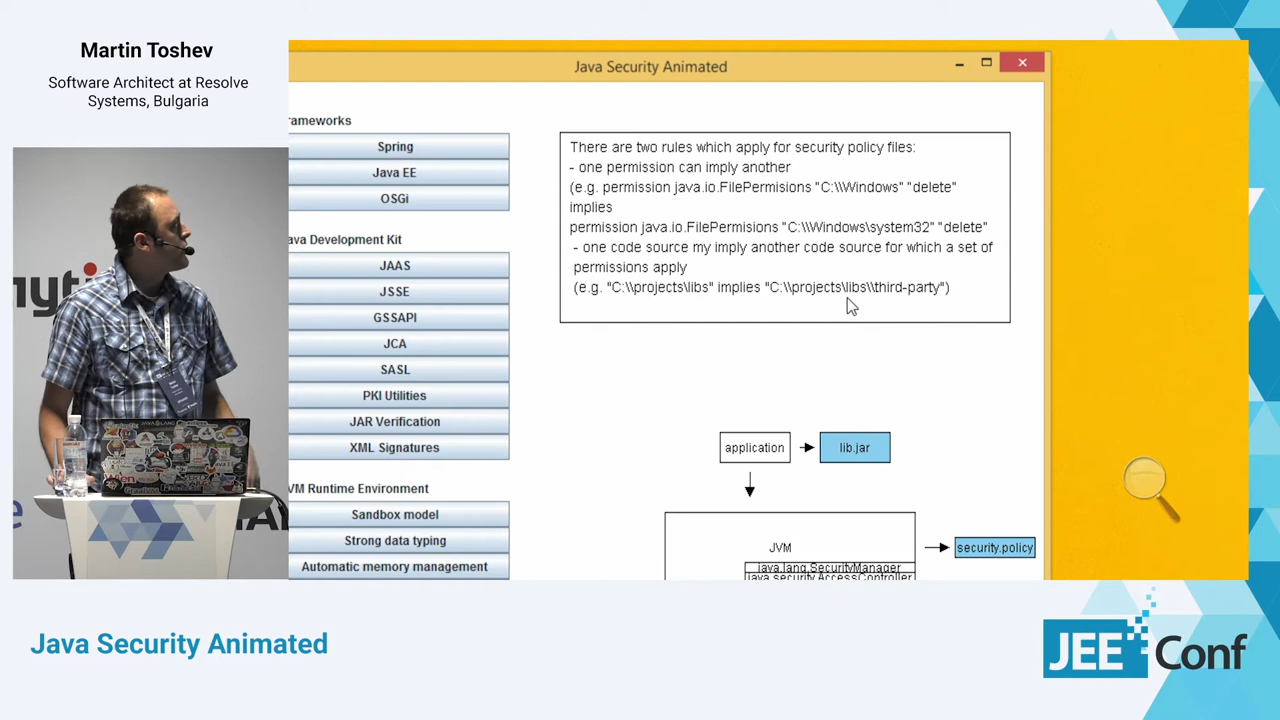 Martin Toshev
Software Architect at Resolve
Systems, Bulgaria
Java Security Animated
rameworks
Spring
Java EE
OSGi
ava Development Kit
JAAS
JSSE
GSSAPI
JCA
SASL
PKI Utilities
JAR Verification
XML Signatures
VM Runtime Environment
Sandbox model
Strong data typing
Automatic memory management
There are two rules which apply for security policy files:
- one permission can imply another
(e.g. permission java.io.FilePermisions "C:\\Windows" "delete"
implies
permission java.io.FilePermisions "C:\\Windows\system32" "delete"
- one code source my imply another code source for which a set of
permissions apply
(e.g. "C:\\projects\libs" implies "C:\\projects\libs\\third-party")
application
lib.jar
JVM
security.policy
java.lang.SecurityManager
java.security.AccessController
Java Security Animated
JEE Conf